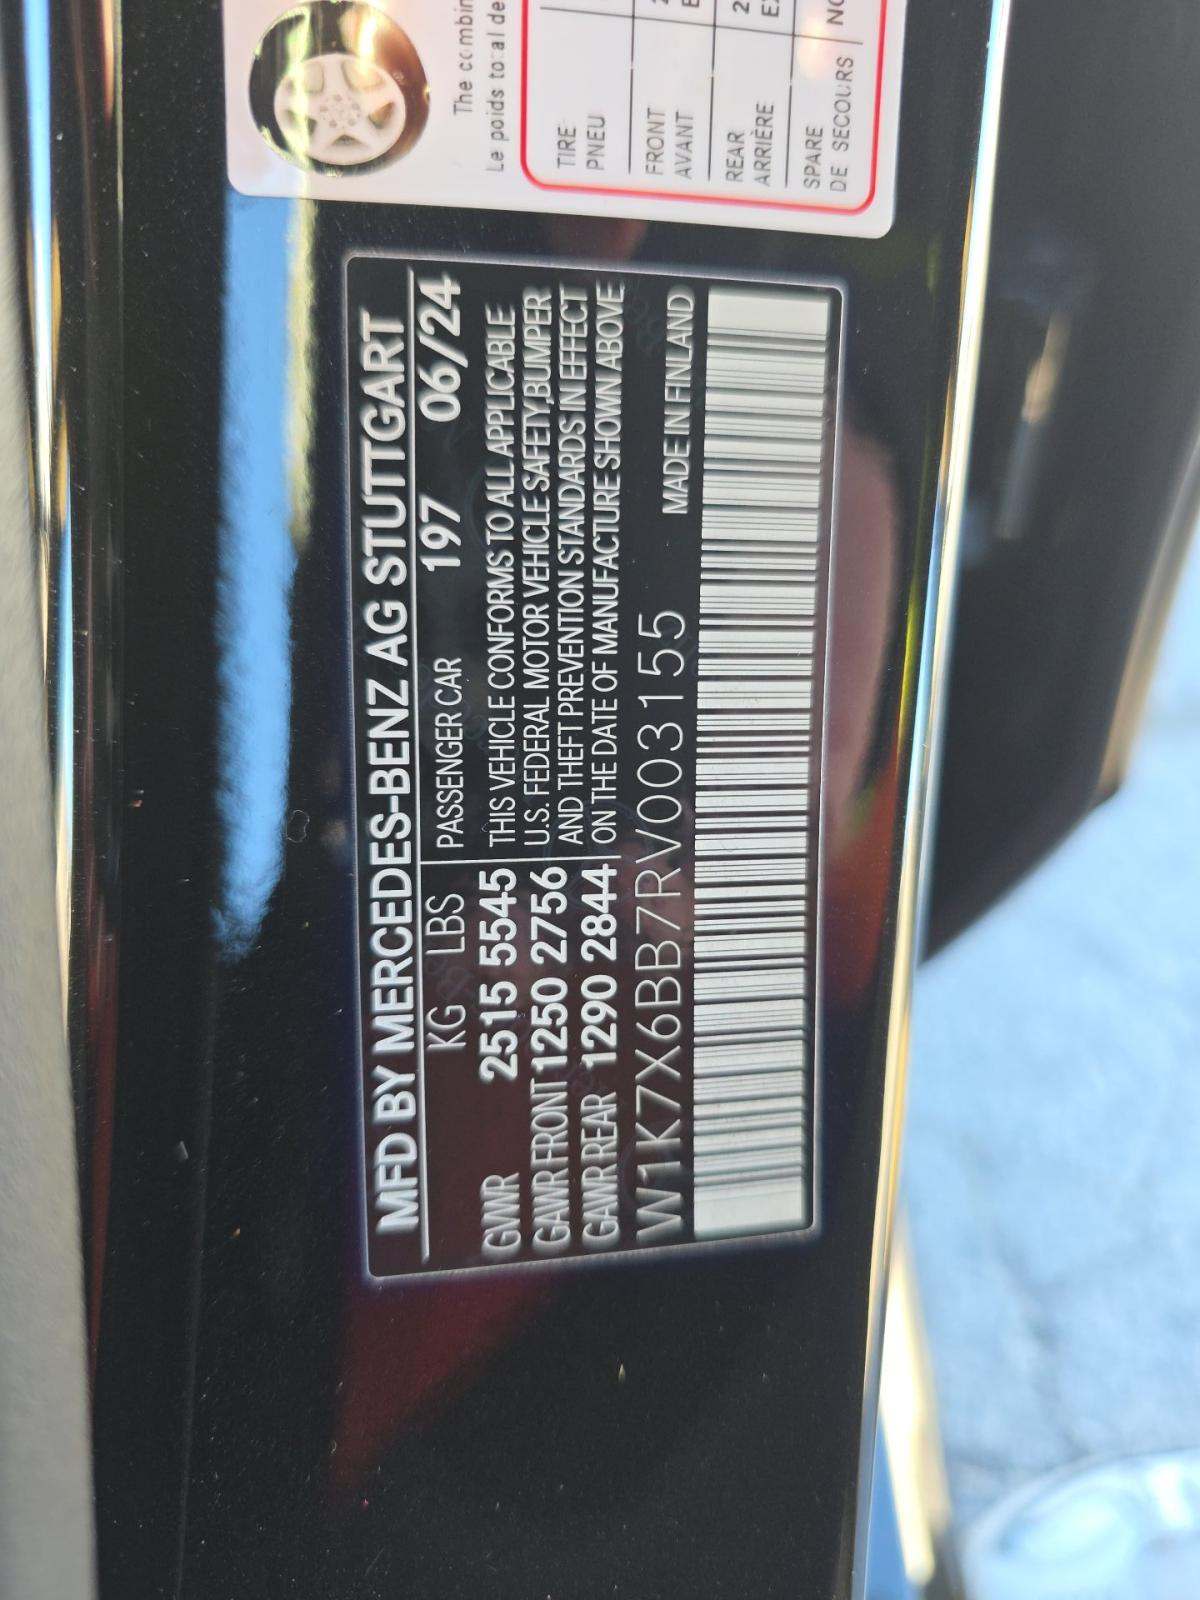 MFD BY MERCEDES-BENZ AG STUTTGART
KG LBS PASSENGER CAR 197 06/24
GVWR 2515 5545 THIS VEHICLE CONFORMS TO ALL APPLICABLE
GAWR FRONT 1250 2756 U.S. FEDERAL MOTOR VEHICLE SAFETY,BUMPER
AND THEFT PREVENTION STANDARDS IN EFFECT
GAWR REAR 1290 2844 ON THE DATE OF MANUFACTURE SHOWN ABOVE
W1K7X6BB7RV003155 MADE IN FINLAND
The combin
Le poids total de
TIRE
PNEU
FRONT
AVANT
REAR
ARRIÈRE
SPARE
DE SECOURS